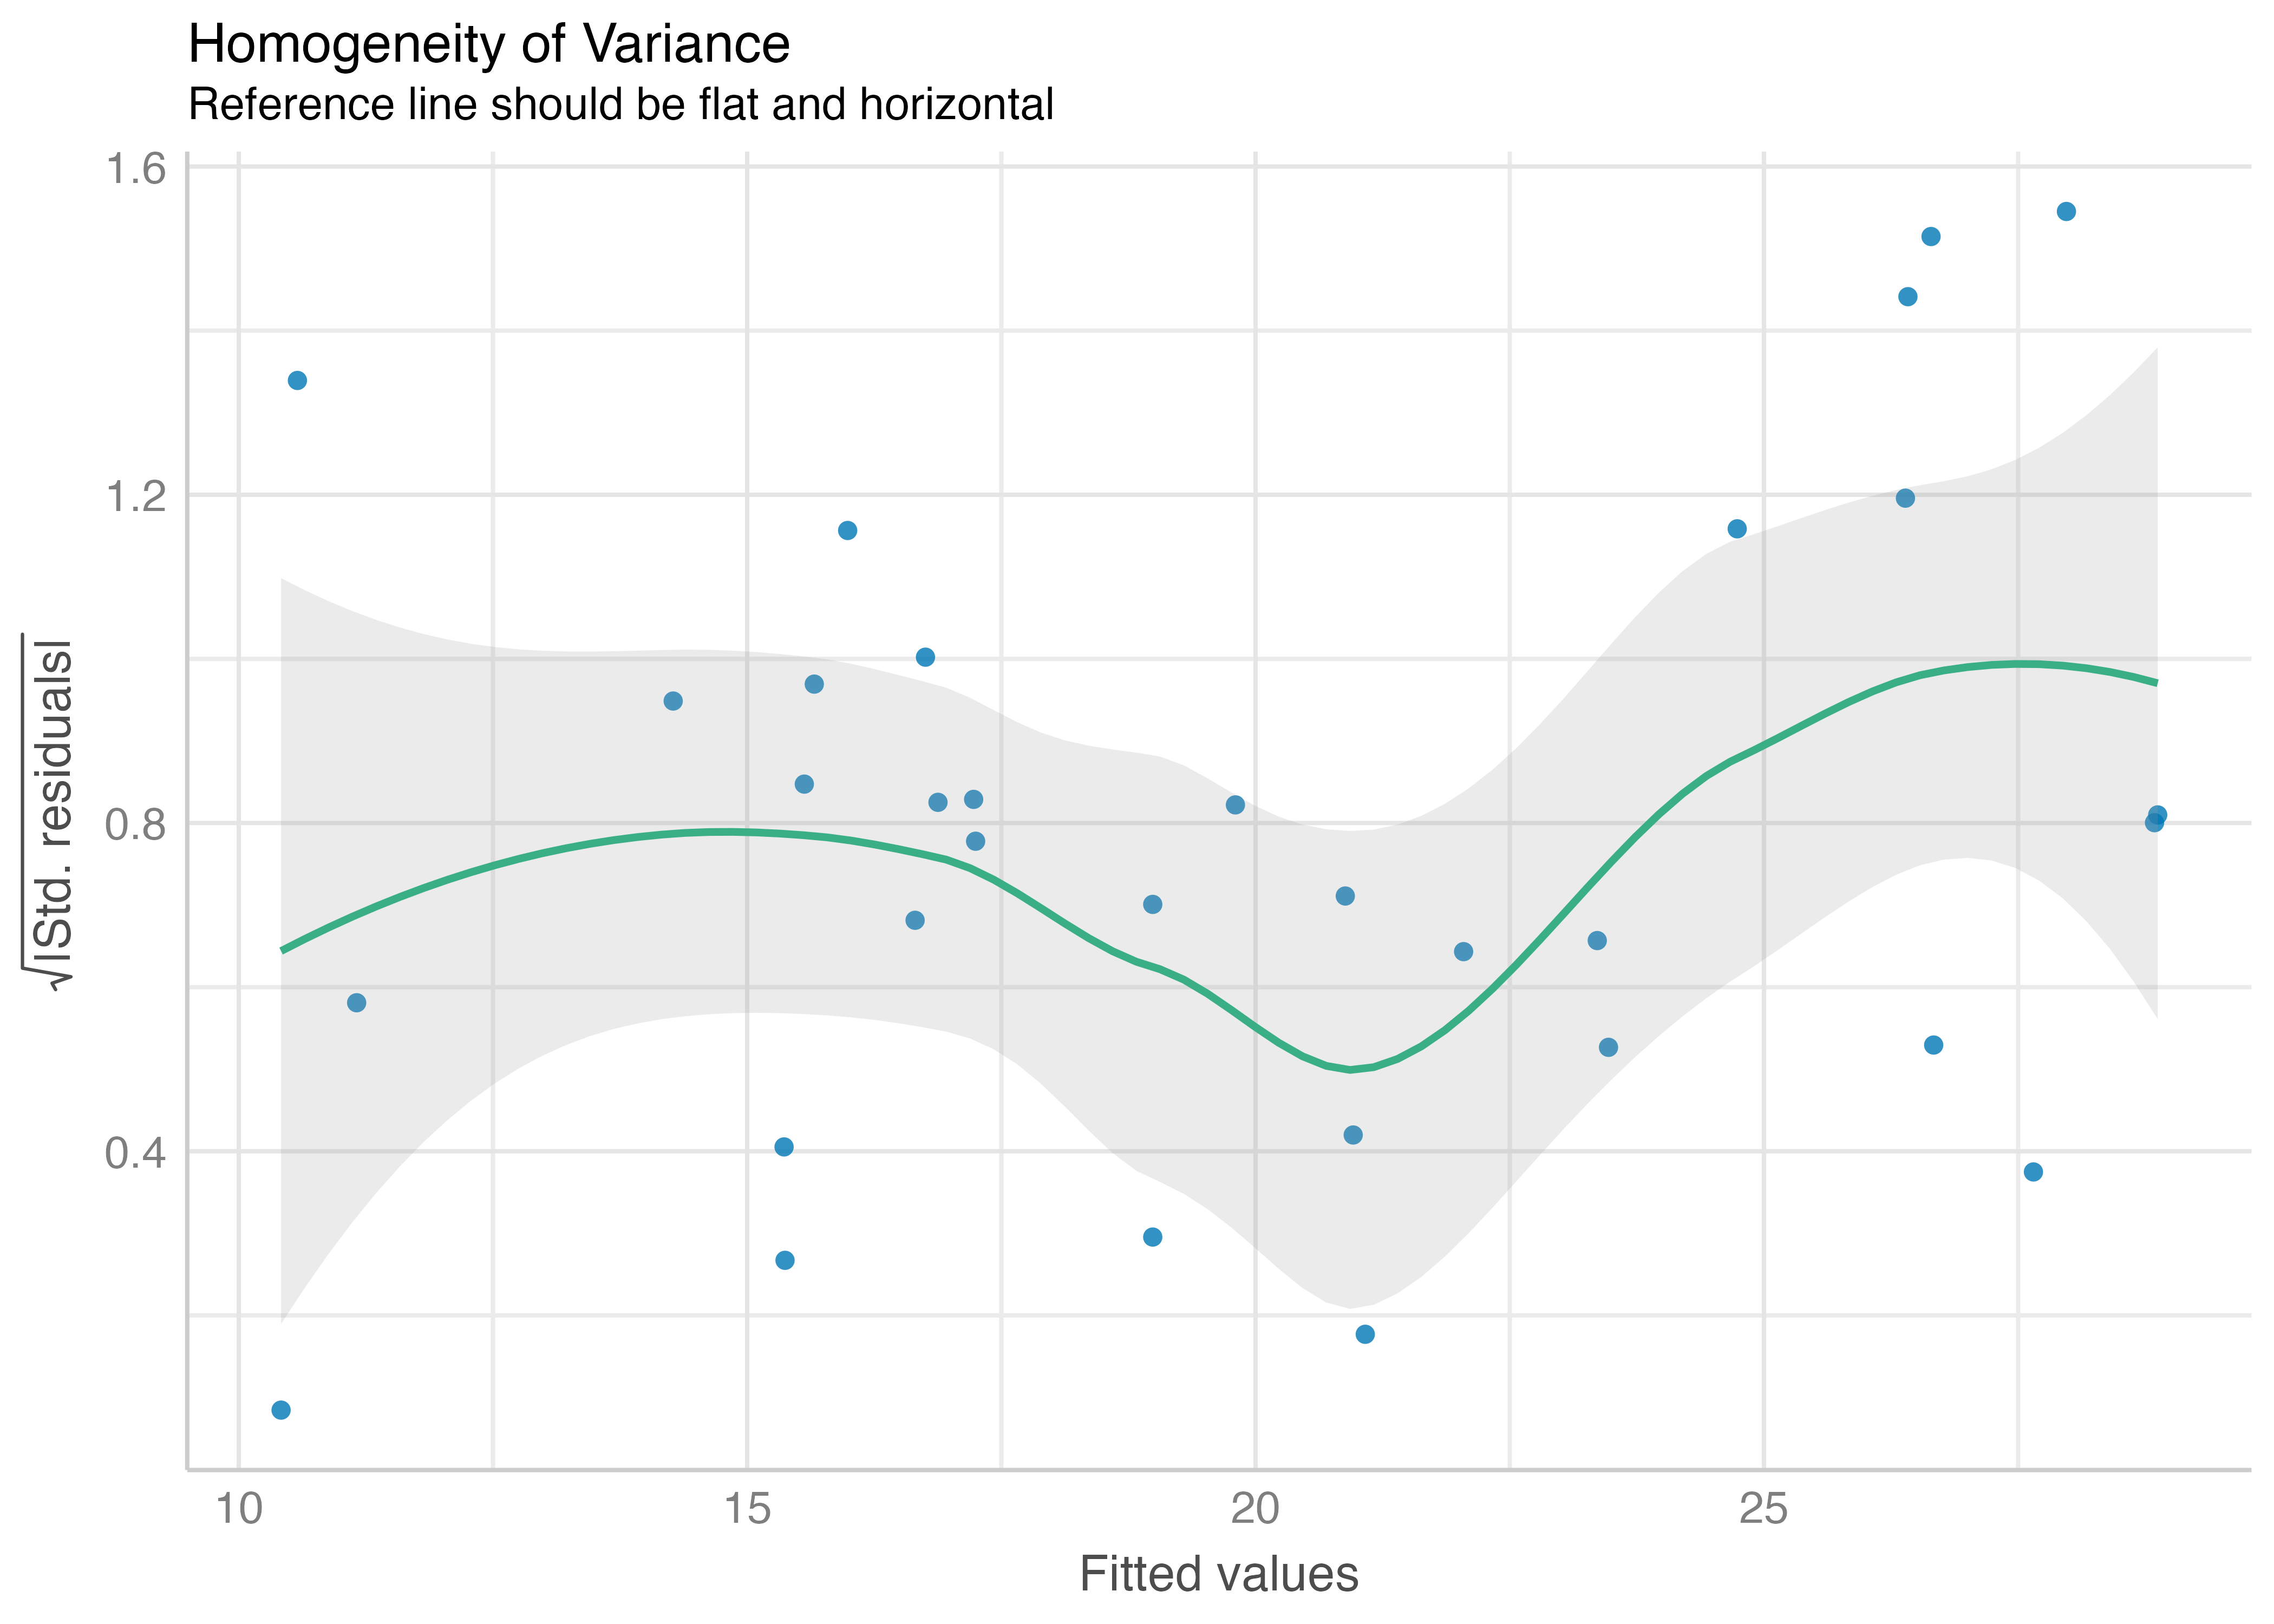 Homogeneity of Variance
Reference line should be flat and horizontal
1.6
1.2
0.8
0.4
√|Std. residuals|
10 15 20 25
Fitted values